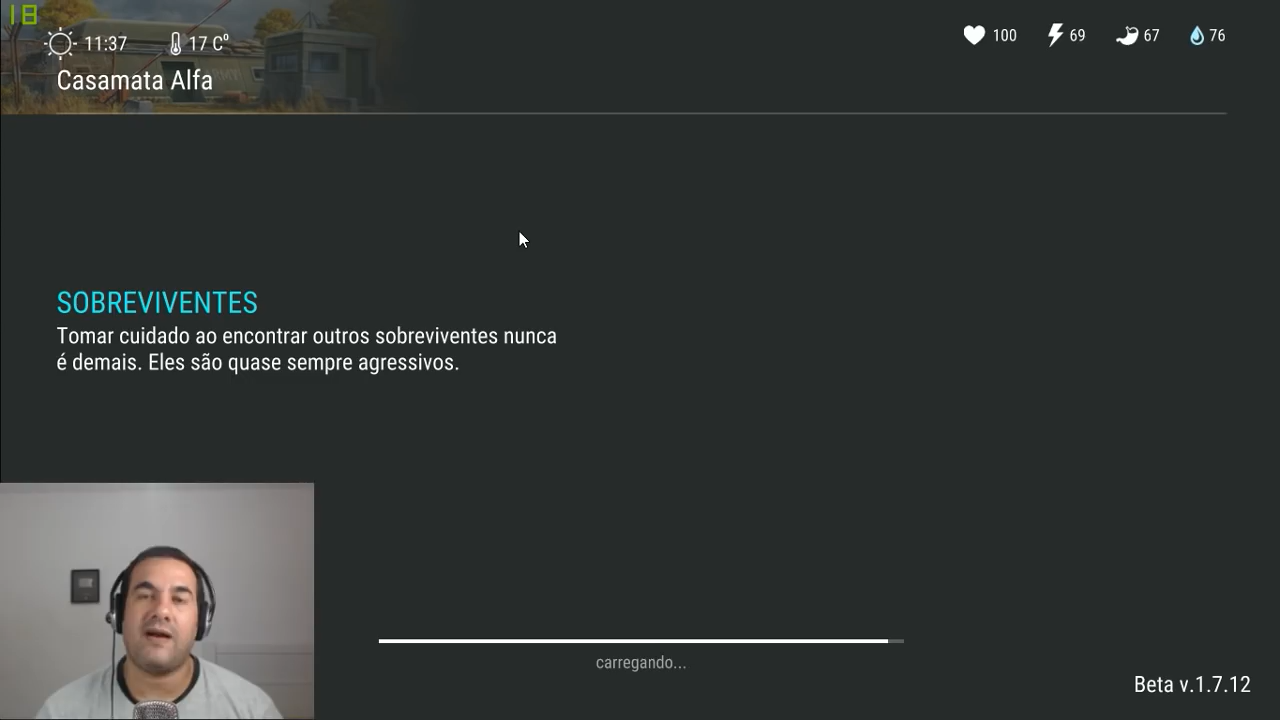 18
11:37
17 Cº
100
69
67
76
Casamata Alfa
SOBREVIVENTES
Tomar cuidado ao encontrar outros sobreviventes nunca
é demais. Eles são quase sempre agressivos.
carregando...
Beta v.1.7.12